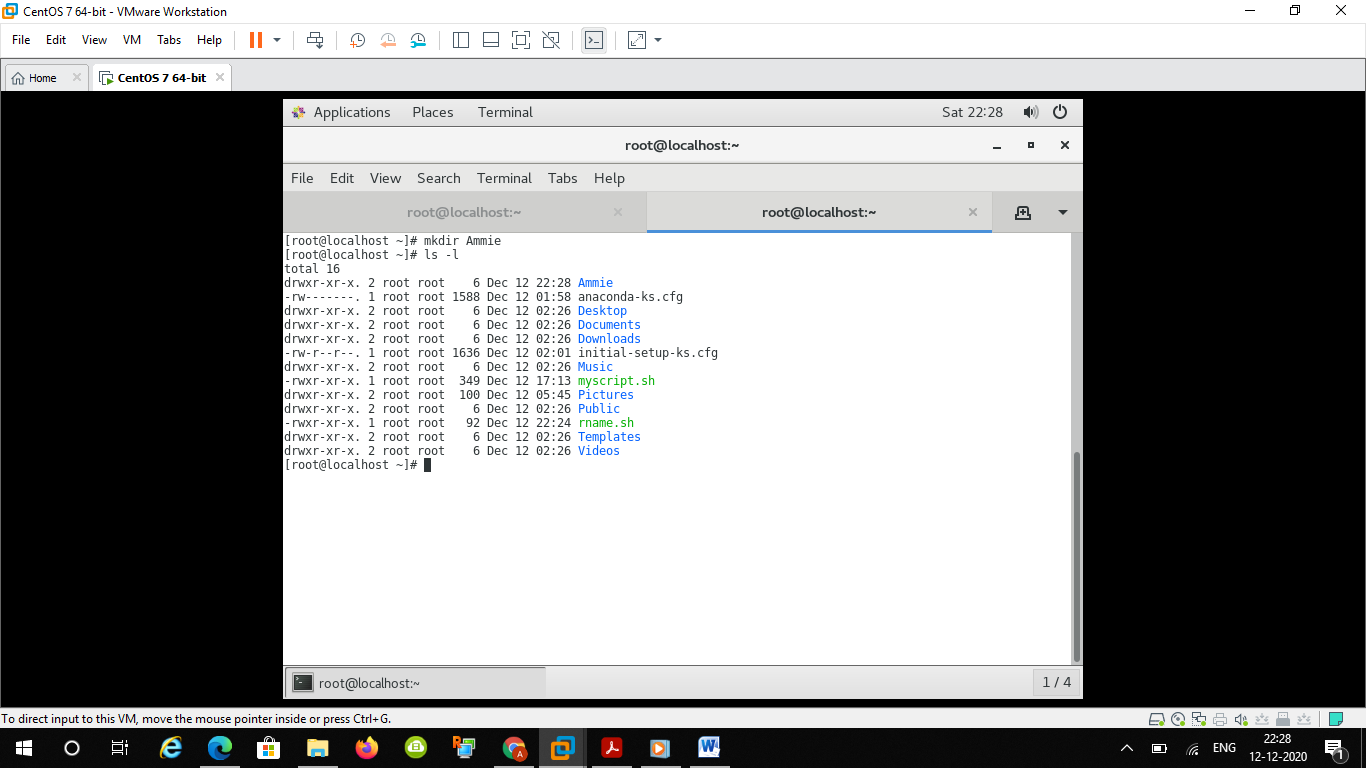 CentOS 7 64-bit - VMware Workstation
File Edit View VM Tabs Help
Home CentOS 7 64-bit
Applications Places Terminal Sat 22:28
root@localhost:~
File Edit View Search Terminal Tabs Help
root@localhost:~ root@localhost:~
[root@localhost ~]# mkdir Ammie
[root@localhost ~]# ls -l
total 16
drwxr-xr-x. 2 root root    6 Dec 12 22:28 Ammie
-rw-------. 1 root root 1588 Dec 12 01:58 anaconda-ks.cfg
drwxr-xr-x. 2 root root    6 Dec 12 02:26 Desktop
drwxr-xr-x. 2 root root    6 Dec 12 02:26 Documents
drwxr-xr-x. 2 root root    6 Dec 12 02:26 Downloads
-rw-r--r--. 1 root root 1636 Dec 12 02:01 initial-setup-ks.cfg
drwxr-xr-x. 2 root root    6 Dec 12 02:26 Music
-rwxr-xr-x. 1 root root  349 Dec 12 17:13 myscript.sh
drwxr-xr-x. 2 root root  100 Dec 12 05:45 Pictures
drwxr-xr-x. 2 root root    6 Dec 12 02:26 Public
-rwxr-xr-x. 1 root root   92 Dec 12 22:24 rname.sh
drwxr-xr-x. 2 root root    6 Dec 12 02:26 Templates
drwxr-xr-x. 2 root root    6 Dec 12 02:26 Videos
[root@localhost ~]#
root@localhost:~ 1 / 4
To direct input to this VM, move the mouse pointer inside or press Ctrl+G.
ENG 22:28
12-12-2020 1